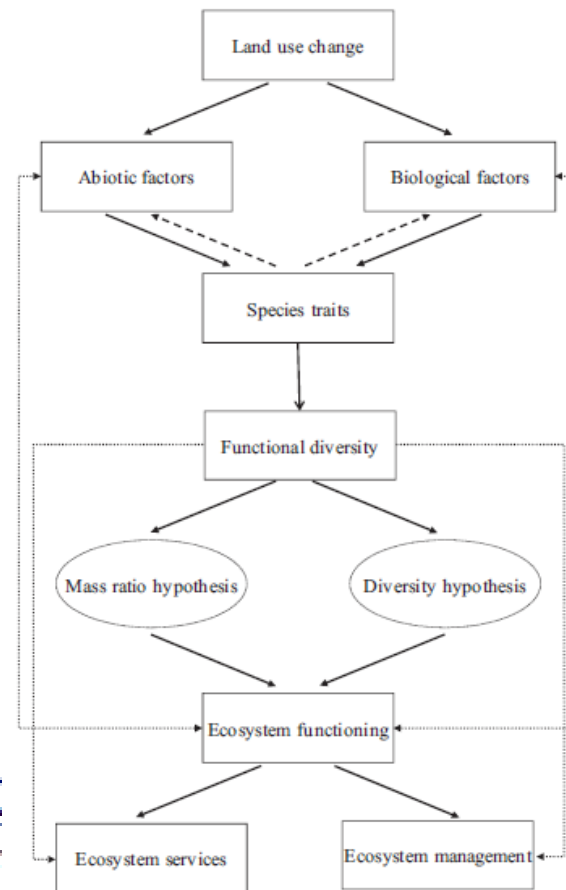 Land use change
Abiotic factors
Biological factors
Species traits
Functional diversity
Mass ratio hypothesis
Diversity hypothesis
Ecosystem functioning
Ecosystem services
Ecosystem management